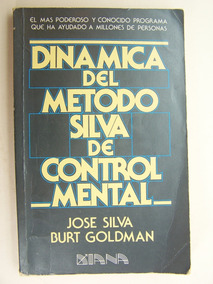 EL MAS PODEROSO Y CONOCIDO PROGRAMA
QUE HA AYUDADO A MILLONES DE PERSONAS
DINAMICA
DEL
METODO
SILVA
DE
CONTROL
MENTAL
JOSE SILVA
BURT GOLDMAN
DIANA